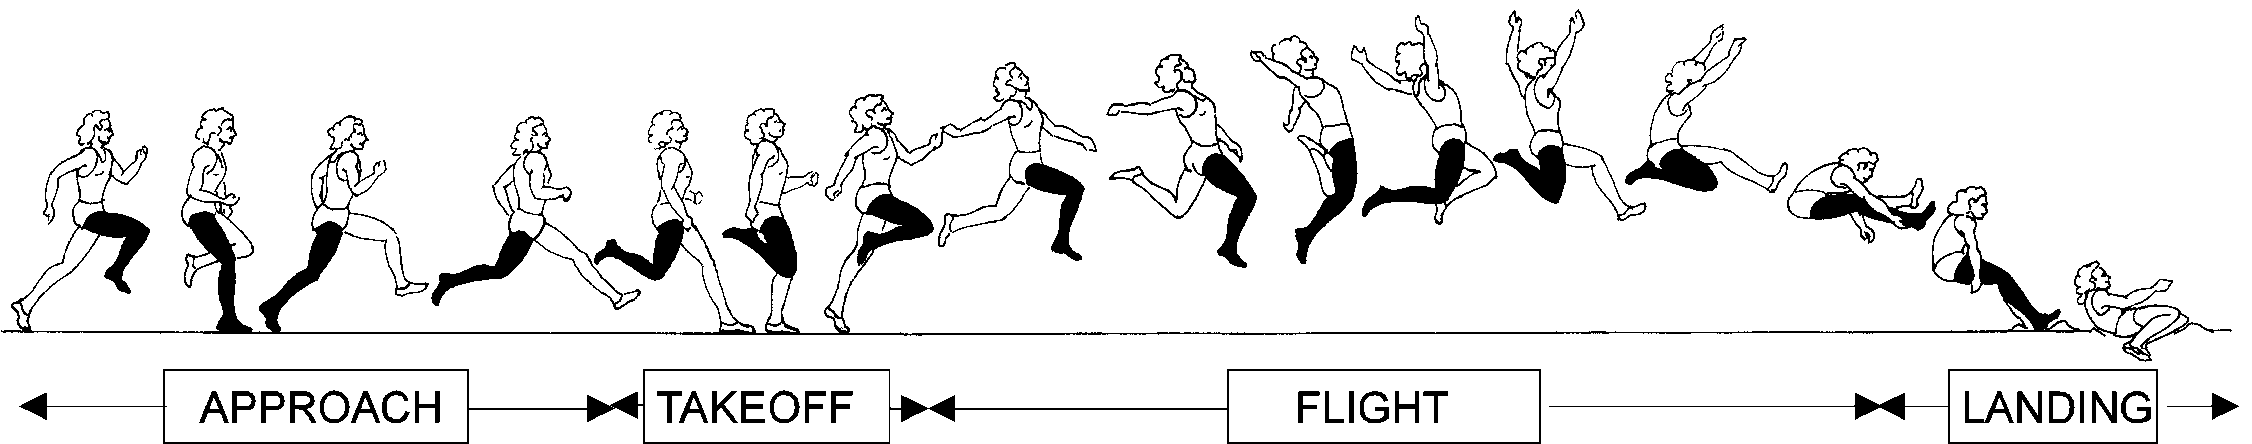 APPROACH TAKEOFF FLIGHT LANDING